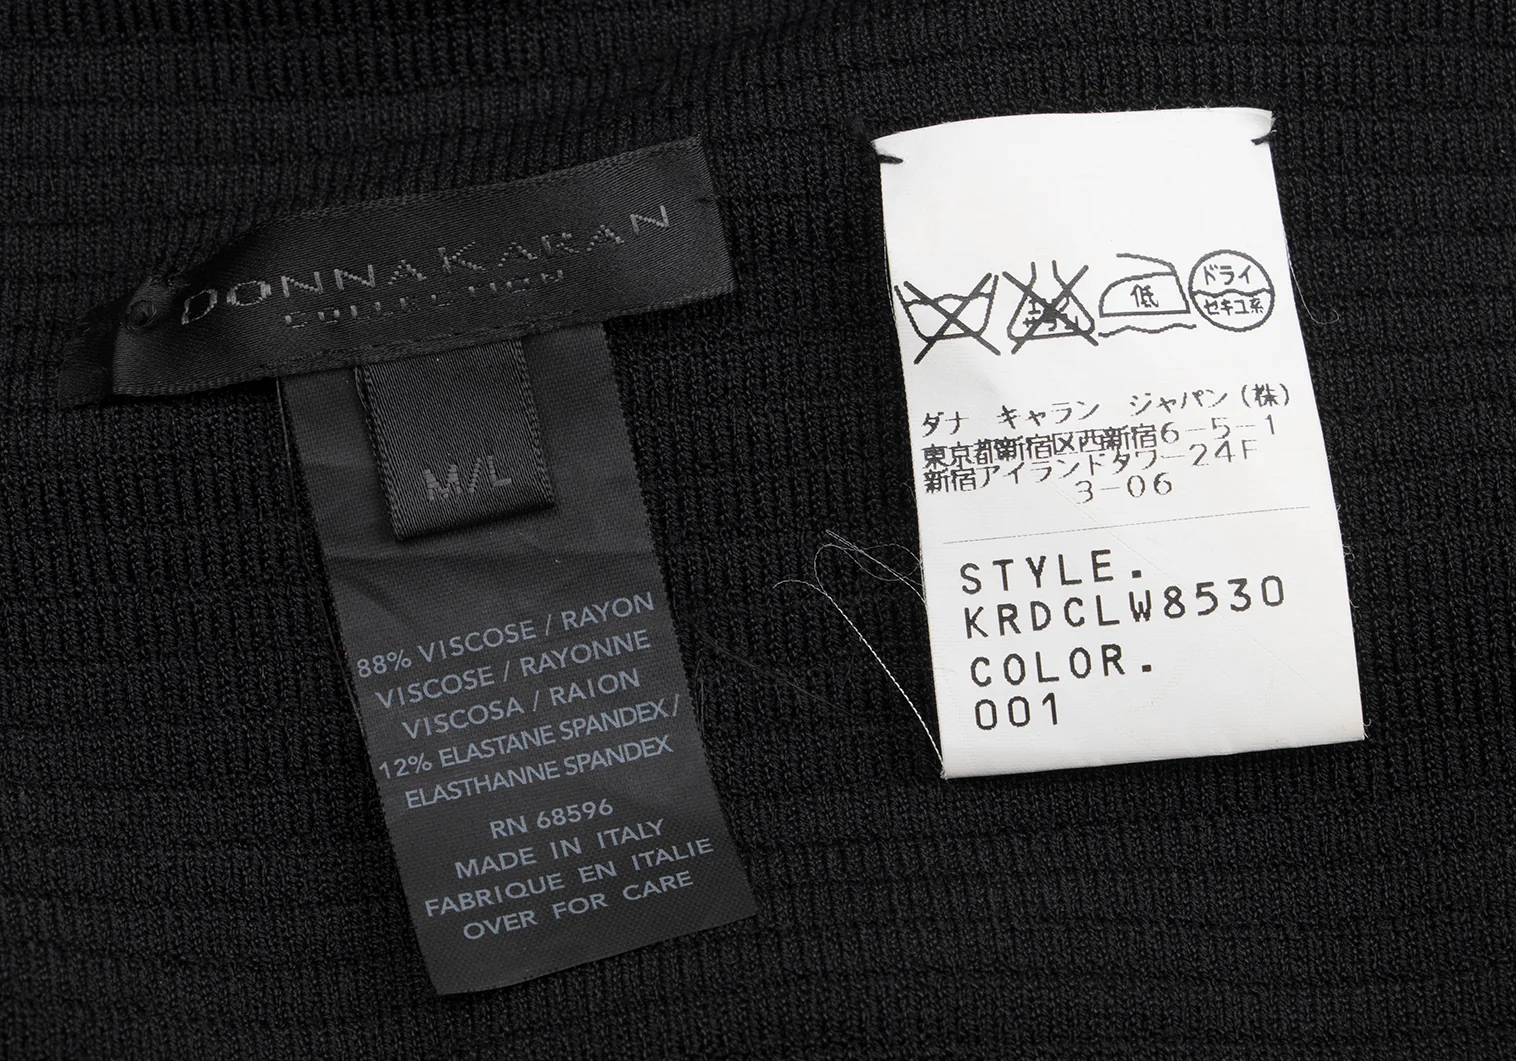 DONNAKARAN
COLLECTION
M/L
88% VISCOSE / RAYON
VISCOSE / RAYONNE
VISCOSA / RAION
12% ELASTANE SPANDEX /
ELASTHANNE SPANDEX
RN 68596
MADE IN ITALY
FABRIQUE EN ITALIE
OVER FOR CARE
低
ドライ
セキユ系
ダナ キャラン ジャパン(株)
東京都新宿区西新宿6-5-1
新宿アイランドタワー24F
3-06
STYLE.
KRDCLW8530
COLOR.
001